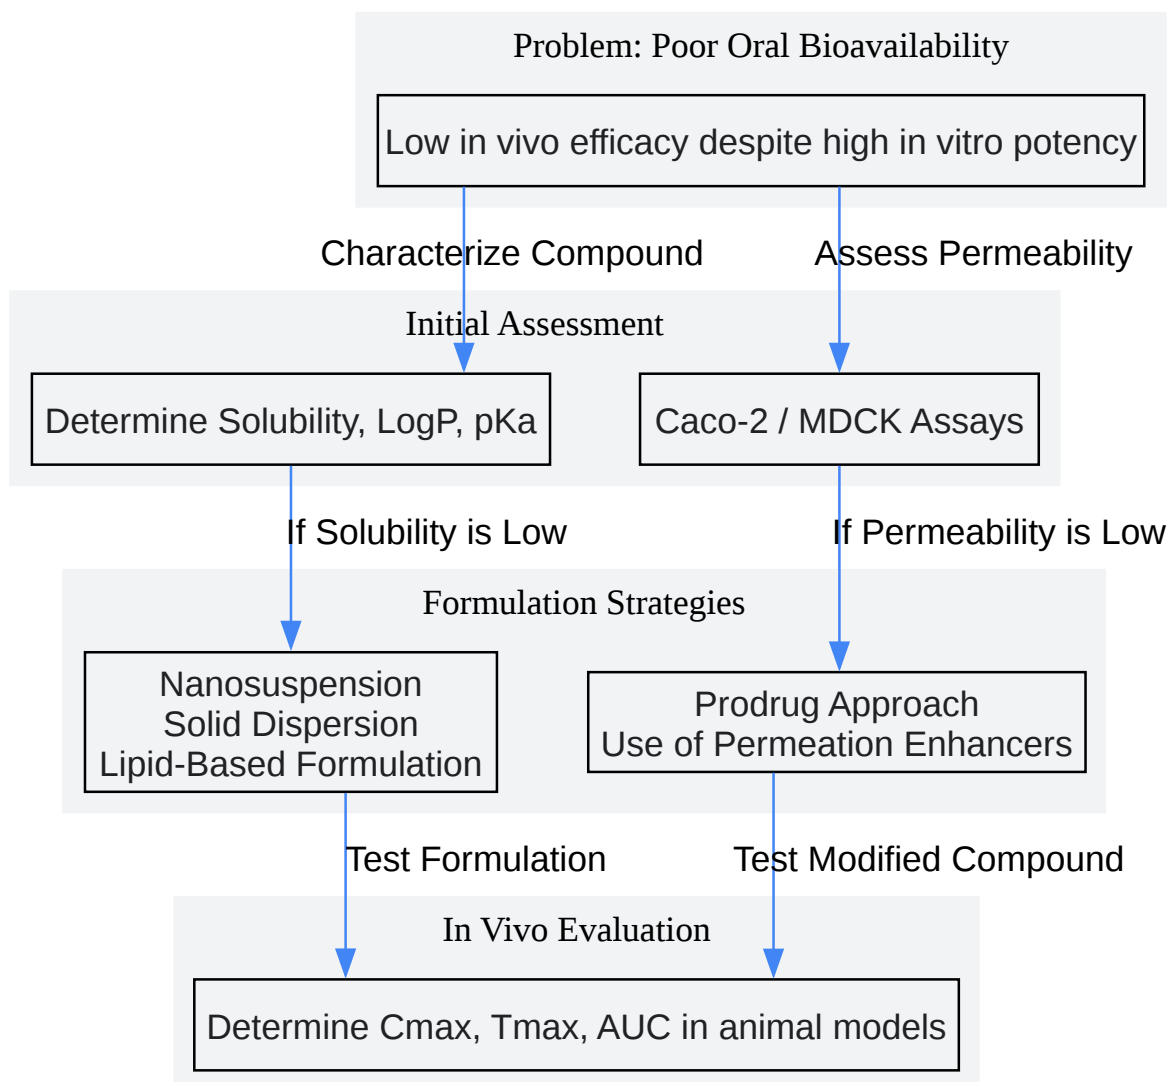 Problem: Poor Oral Bioavailability
Low in vivo efficacy despite high in vitro potency
Characterize Compound
Assess Permeability
Initial Assessment
Determine Solubility, LogP, pKa
Caco-2 / MDCK Assays
If Solubility is Low
If Permeability is Low
Formulation Strategies
Nanosuspension
Solid Dispersion
Lipid-Based Formulation
Prodrug Approach
Use of Permeation Enhancers
Test Formulation
Test Modified Compound
In Vivo Evaluation
Determine Cmax, Tmax, AUC in animal models